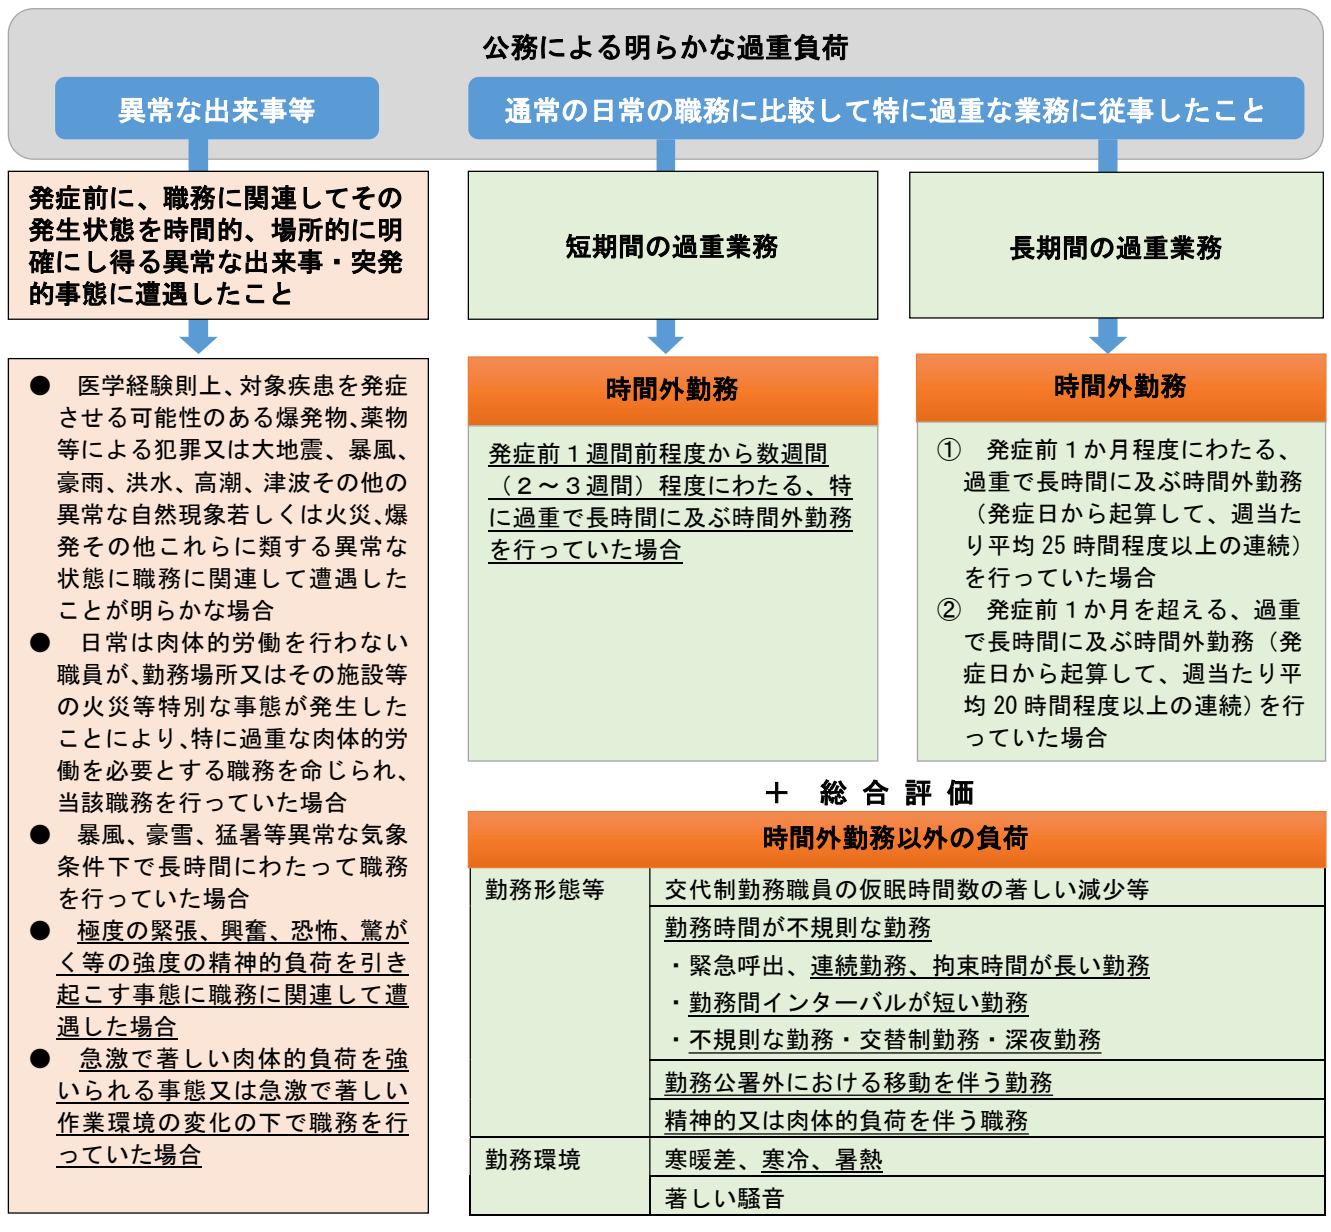 公務による明らかな過重負荷
異常な出来事等
通常の日常の職務に比較して特に過重な業務に従事したこと
発症前に、職務に関連してその
発生状態を時間的、場所的に明
確にし得る異常な出来事・突発
的事態に遭遇したこと
● 医学経験則上、対象疾患を発症
させる可能性のある爆発物、薬物
等による犯罪又は大地震、暴風、
豪雨、洪水、高潮、津波その他の
異常な自然現象若しくは火災、爆
発その他これらに類する異常な
状態に職務に関連して遭遇した
ことが明らかな場合
● 日常は肉体的労働を行わない
職員が、勤務場所又はその施設等
の火災等特別な事態が発生した
ことにより、特に過重な肉体的労
働を必要とする職務を命じられ、
当該職務を行っていた場合
● 暴風、豪雪、猛暑等異常な気象
条件下で長時間にわたって職務
を行っていた場合
● 極度の緊張、興奮、恐怖、驚が
く等の強度の精神的負荷を引き
起こす事態に職務に関連して遭
遇した場合
● 急激で著しい肉体的負荷を強
いられる事態又は急激で著しい
作業環境の変化の下で職務を行
っていた場合
短期間の過重業務
時間外勤務
発症前1週間前程度から数週間
（2～3週間）程度にわたる、特
に過重で長時間に及ぶ時間外勤務
を行っていた場合
長期間の過重業務
時間外勤務
① 発症前１か月程度にわたる、
過重で長時間に及ぶ時間外勤務
（発症日から起算して、週当た
り平均 25 時間程度以上の連続）
を行っていた場合
② 発症前１か月を超える、過重
で長時間に及ぶ時間外勤務（発
症日から起算して、週当たり平
均 20 時間程度以上の連続）を行
っていた場合
＋ 総合評価
時間外勤務以外の負荷
勤務形態等
交代制勤務職員の仮眠時間数の著しい減少等
勤務時間が不規則な勤務
・緊急呼出、連続勤務、拘束時間が長い勤務
・勤務間インターバルが短い勤務
・不規則な勤務・交替制勤務・深夜勤務
勤務公署外における移動を伴う勤務
精神的又は肉体的負荷を伴う職務
勤務環境
寒暖差、寒冷、暑熱
著しい騒音